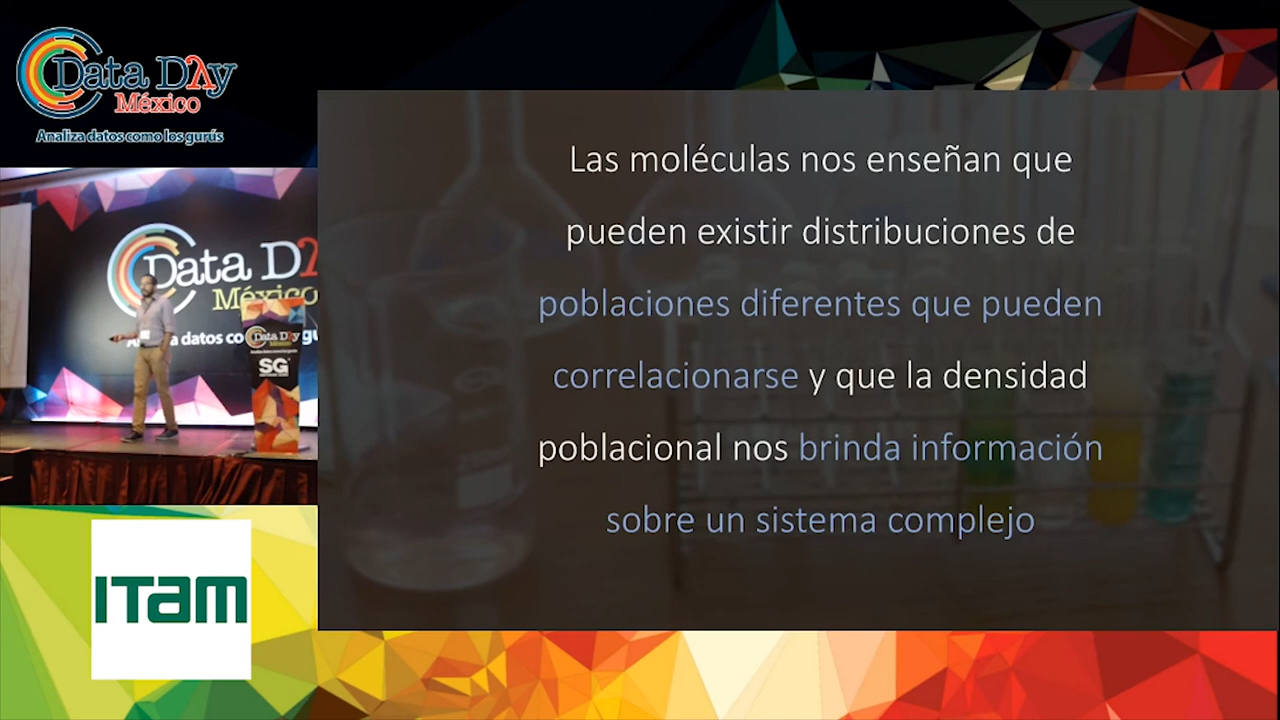 Data Day
México
Analiza datos como los gurús
Las moléculas nos enseñan que
pueden existir distribuciones de
poblaciones diferentes que pueden
correlacionarse y que la densidad
poblacional nos brinda información
sobre un sistema complejo
Data D
México
datos co
gu
Data Day
México
SG
ITAM